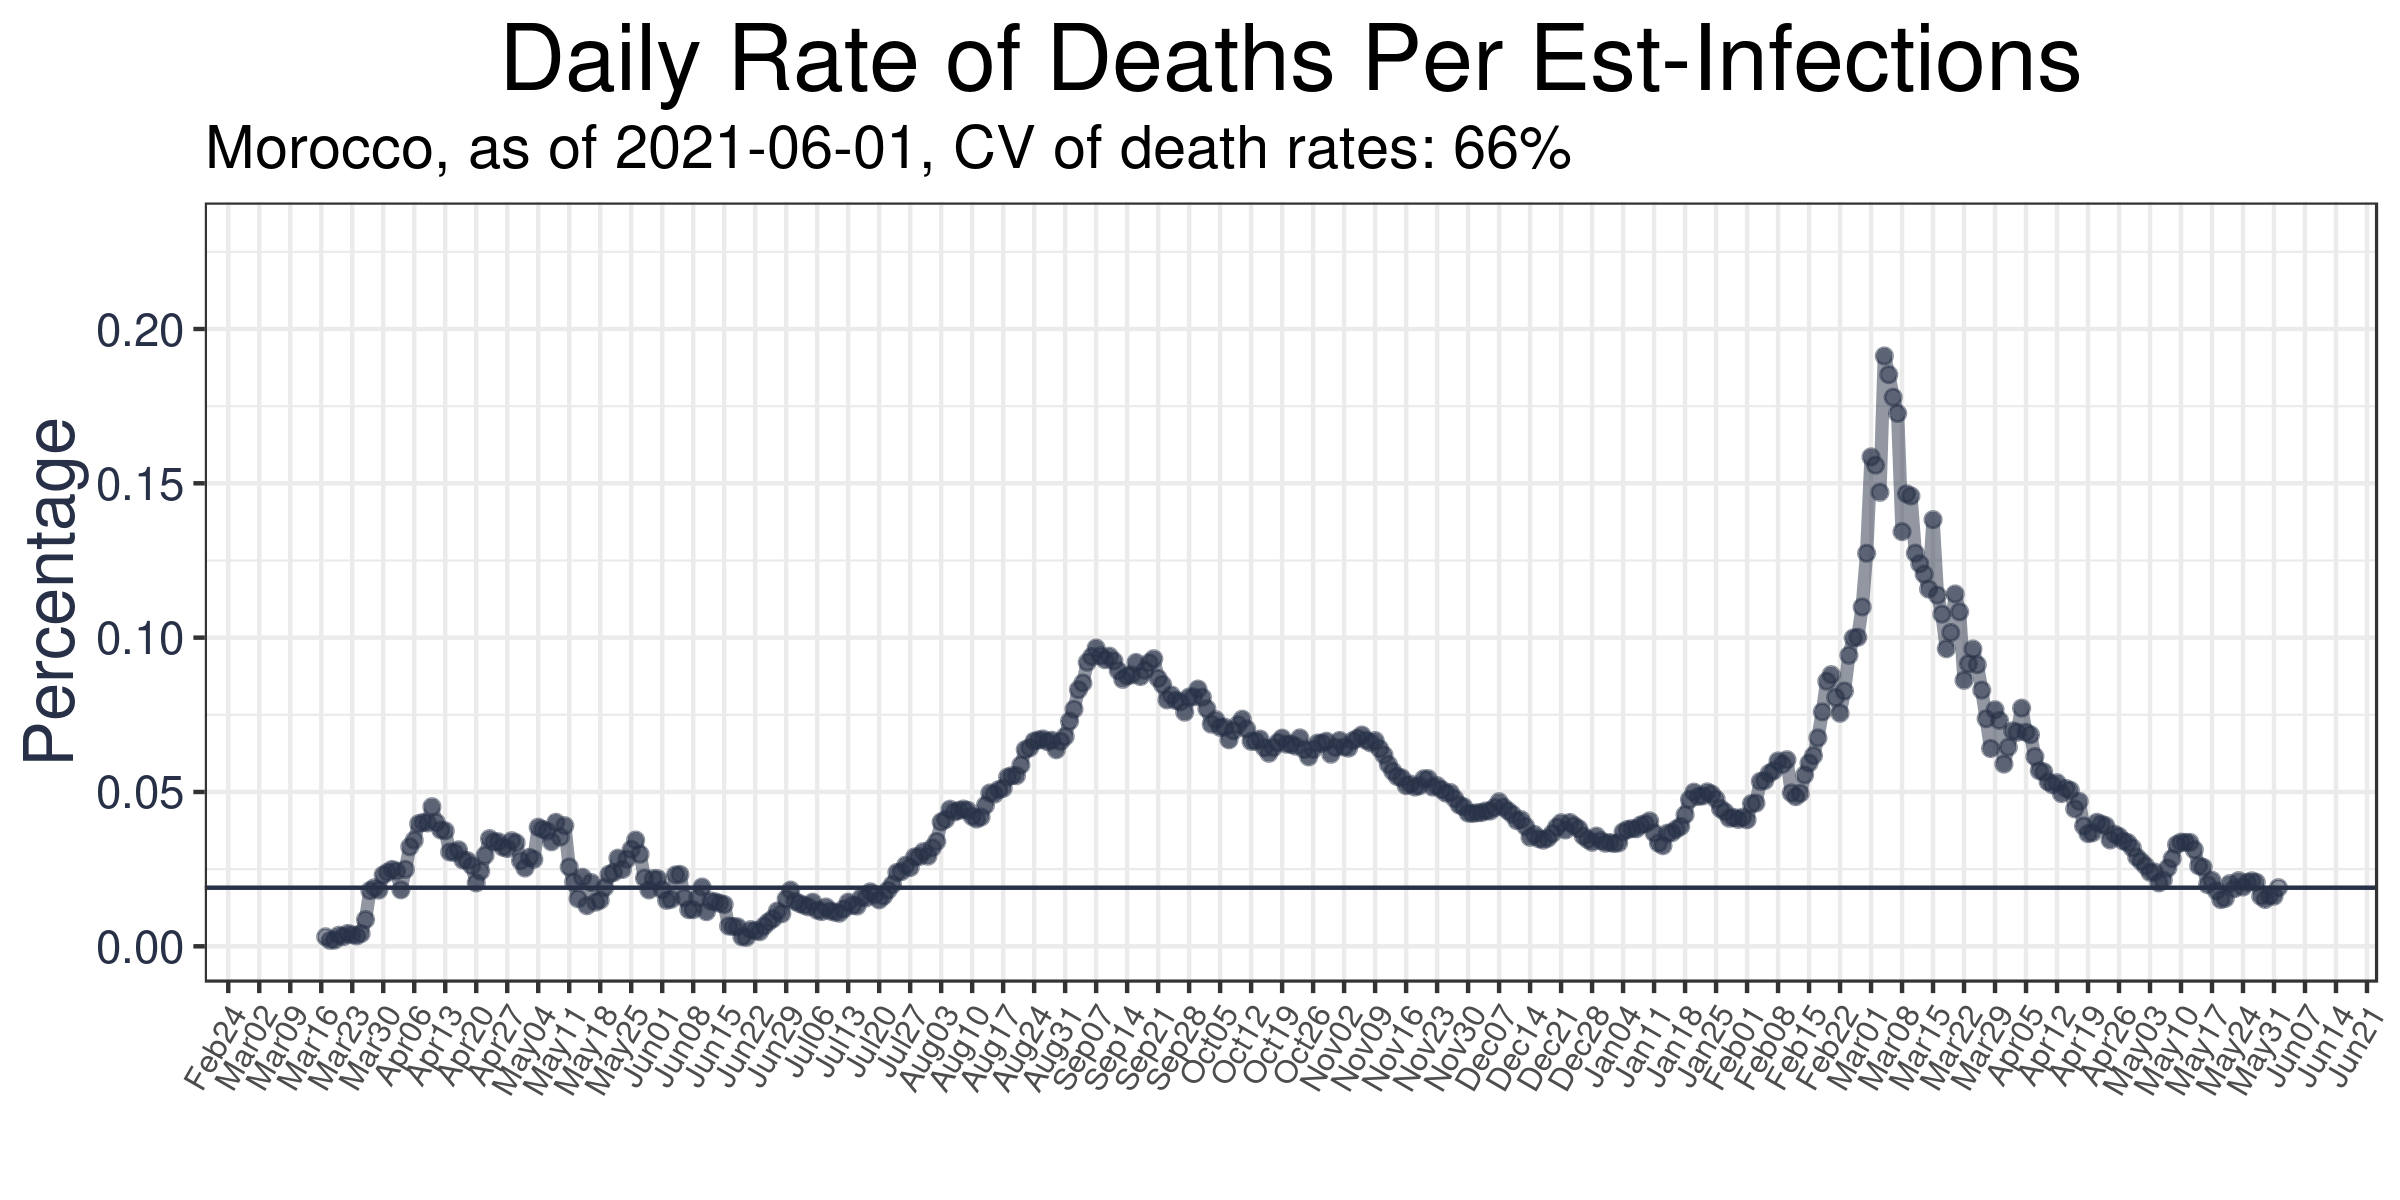 Daily Rate of Deaths Per Est-Infections
Morocco, as of 2021-06-01, CV of death rates: 66%
Percentage
0.20
0.15
0.10
0.05
0.00
Feb24
Mar02
Mar09
Mar16
Mar23
Mar30
Apr06
Apr13
Apr20
Apr27
May04
May11
May18
May25
Jun01
Jun08
Jun15
Jun22
Jun29
Jul06
Jul13
Jul20
Jul27
Aug03
Aug10
Aug17
Aug24
Aug31
Sep07
Sep14
Sep21
Sep28
Oct05
Oct12
Oct19
Oct26
Nov02
Nov09
Nov16
Nov23
Nov30
Dec07
Dec14
Dec21
Dec28
Jan04
Jan11
Jan18
Jan25
Feb01
Feb08
Feb15
Feb22
Mar01
Mar08
Mar15
Mar22
Mar29
Apr05
Apr12
Apr19
Apr26
May03
May10
May17
May24
May31
Jun07
Jun14
Jun21